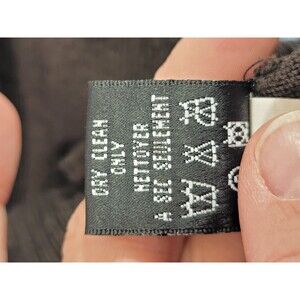 DRY CLEAN
ONLY
NETTOYER
A SEC SEULEMENT